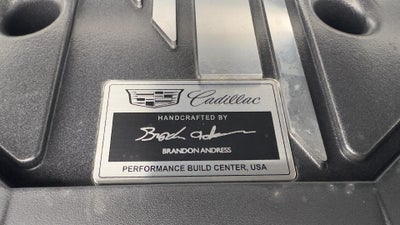 Cadillac
HANDCRAFTED BY
BRANDON ANDRESS
PERFORMANCE BUILD CENTER, USA